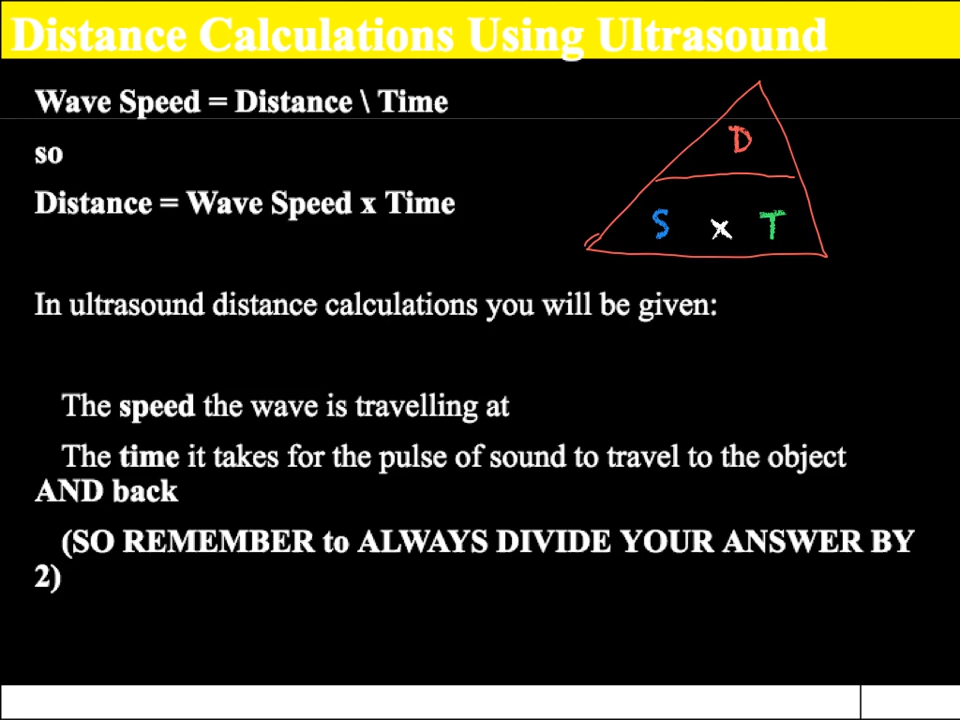 Distance Calculations Using Ultrasound
Wave Speed = Distance \ Time
so
Distance = Wave Speed x Time
D
S x T
In ultrasound distance calculations you will be given:
The speed the wave is travelling at
The time it takes for the pulse of sound to travel to the object
AND back
(SO REMEMBER to ALWAYS DIVIDE YOUR ANSWER BY
2)